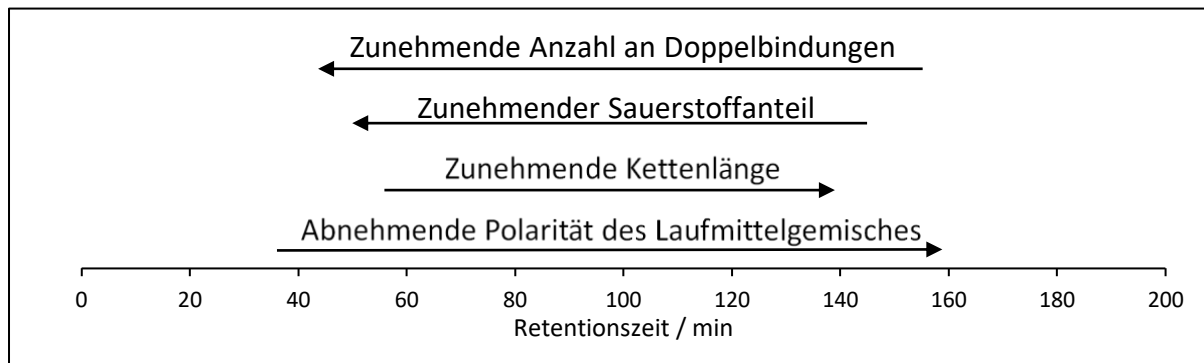 Zunehmende Anzahl an Doppelbindungen
Zunehmender Sauerstoffanteil
Zunehmende Kettenlänge
Abnehmende Polarität des Laufmittelgemisches
0 20 40 60 80 100 120 140 160 180 200
Retentionszeit / min